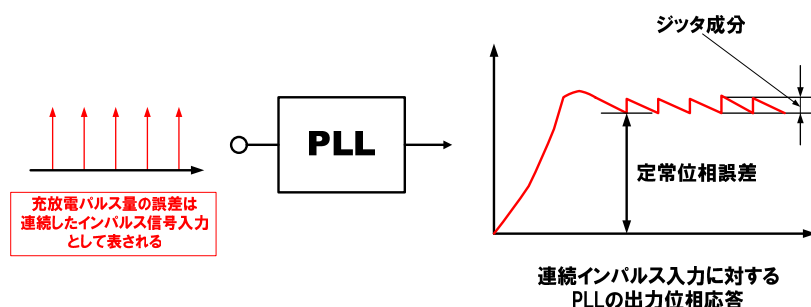 ジッタ成分
PLL
定常位相誤差
充放電パルス量の誤差は
連続したインパルス信号入力
として表される
連続インパルス入力に対する
PLLの出力位相応答